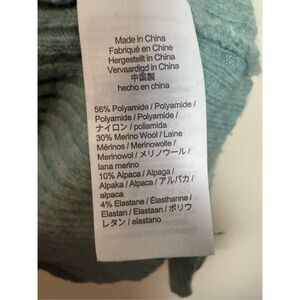 Made in China
Fabriqué en Chine
Hergestellt in China
Vervaardigd in China
中国製
hecho en china
56% Polyamide / Polyamide /
Polyamide / Polyamide /
ナイロン / poliamida
30% Merino Wool / Laine
Mérinos / Merinowolle /
Merinowol / メリノウール /
lana merino
10% Alpaca / Alpaga /
Alpaka / Alpaca / アルパカ /
alpaca
4% Elastane / Élasthanne /
Elastan / Elastaan / ポリウ
レタン / elastano